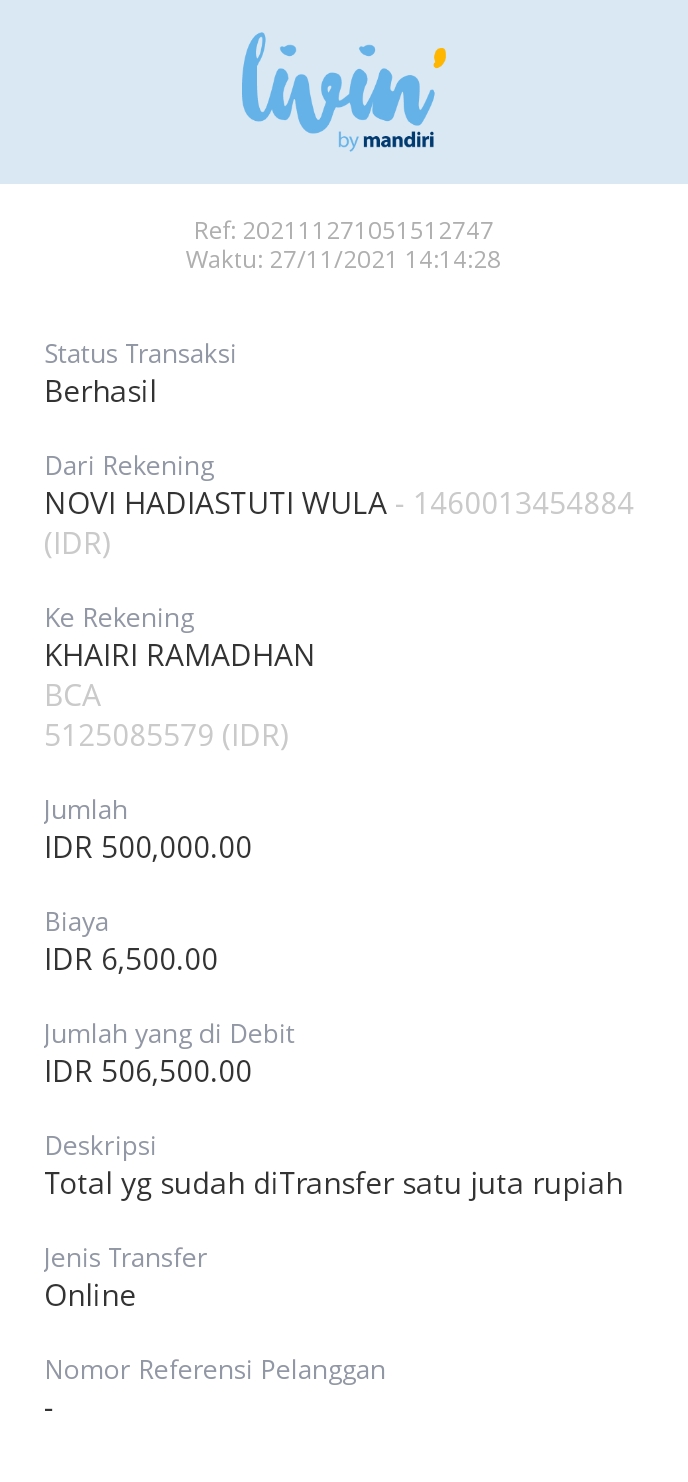 livin'
by mandiri
Ref: 202111271051512747
Waktu: 27/11/2021 14:14:28
Status Transaksi
Berhasil
Dari Rekening
NOVI HADIASTUTI WULA - 1460013454884
(IDR)
Ke Rekening
KHAIRI RAMADHAN
BCA
5125085579 (IDR)
Jumlah
IDR 500,000.00
Biaya
IDR 6,500.00
Jumlah yang di Debit
IDR 506,500.00
Deskripsi
Total yg sudah diTransfer satu juta rupiah
Jenis Transfer
Online
Nomor Referensi Pelanggan
-